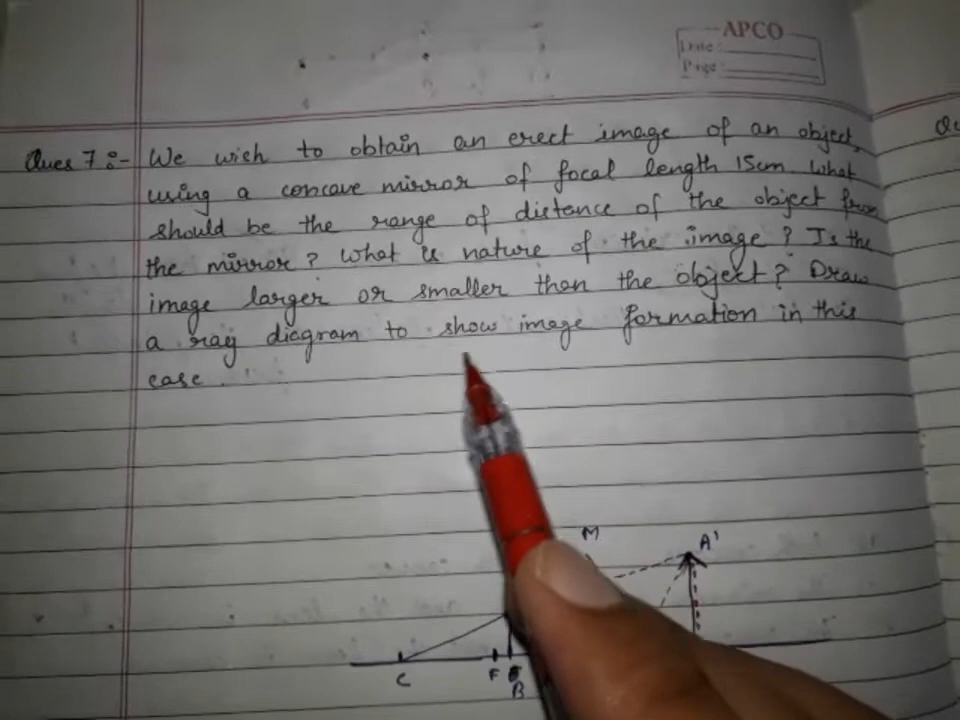 APCO
Date :
Page :
Ques 7 :- We wish to obtain an erect image of an object,
using a concave mirror of focal length 15cm. What
should be the range of distance of the object from
the mirror? What is nature of the image? Is the
image larger or smaller than the object? Draw
a ray diagram to show image formation in this
case.
M
A'
C F
B